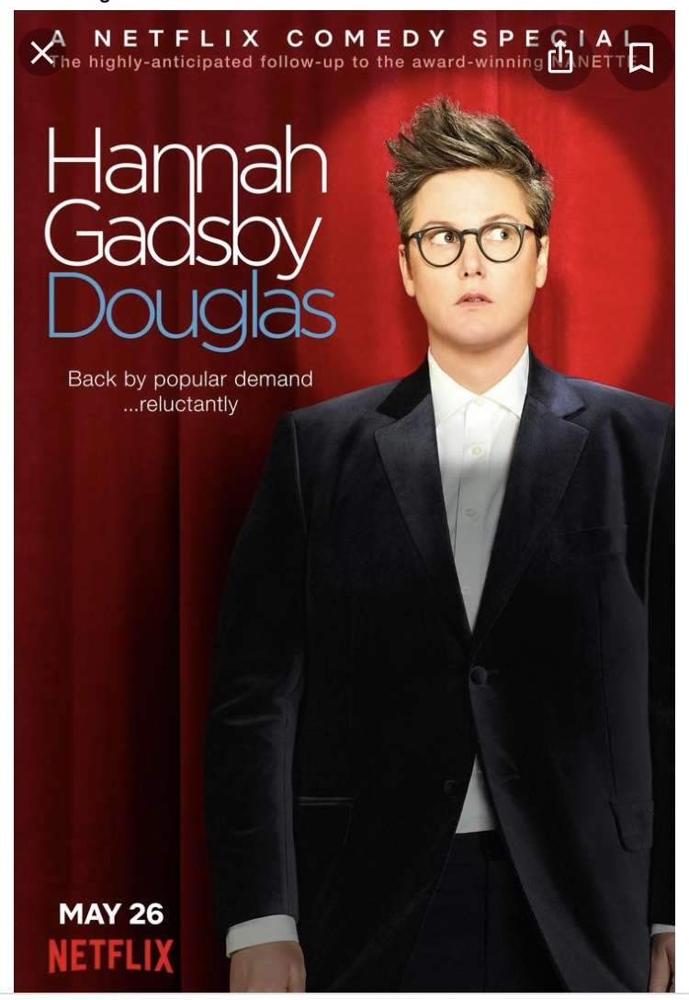 A NETFLIX COMEDY SPECIAL
The highly-anticipated follow-up to the award-winning NANETTE
Hannah
Gadsby
Douglas
Back by popular demand
...reluctantly
MAY 26
NETFLIX